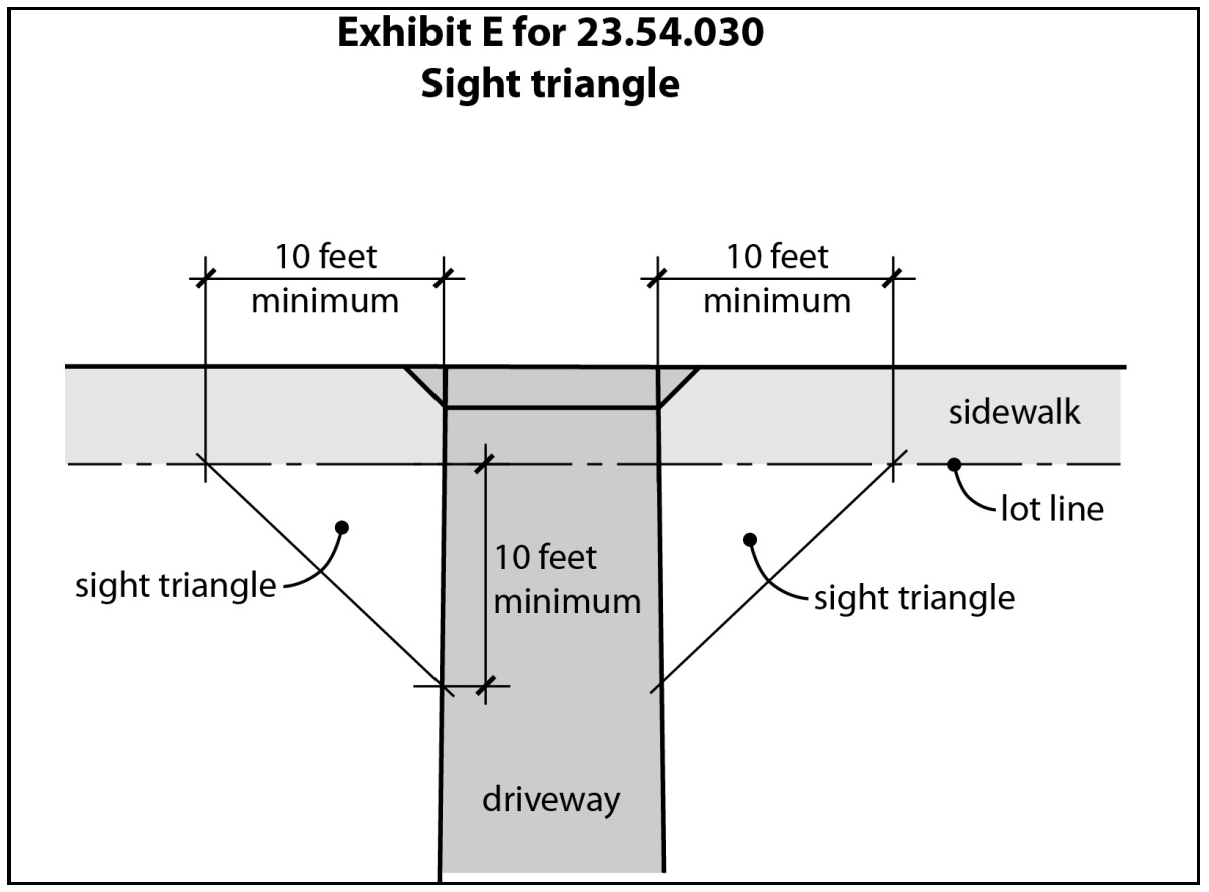 Exhibit E for 23.54.030
Sight triangle
10 feet
minimum
10 feet
minimum
sidewalk
lot line
10 feet
minimum
sight triangle
sight triangle
driveway